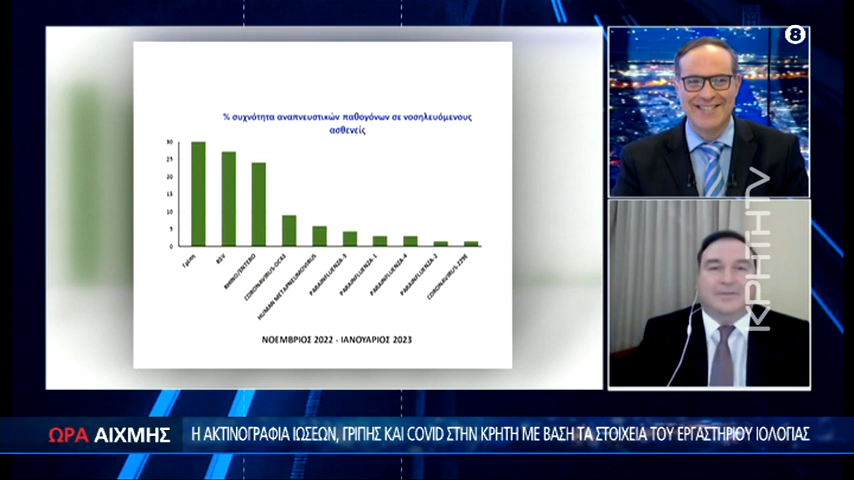 8
% συχνότητα αναπνευστικών παθογόνων σε νοσηλευόμενους
ασθενείς
30
25
20
15
10
5
0
Γρίπη
RSV
RHINO/ENTERO
CORONAVIRUS-OC43
HUMAN METAPNEUMOVIRUS
PARAINFLUENZA-3
PARAINFLUENZA-1
PARAINFLUENZA-4
PARAINFLUENZA-2
CORONAVIRUS-229E
ΝΟΕΜΒΡΙΟΣ 2022 - ΙΑΝΟΥΑΡΙΟΣ 2023
ΚΡΗΤΗ TV
ΩΡΑ ΑΙΧΜΗΣ
Η ΑΚΤΙΝΟΓΡΑΦΙΑ ΙΩΣΕΩΝ, ΓΡΙΠΗΣ ΚΑΙ COVID ΣΤΗΝ ΚΡΗΤΗ ΜΕ ΒΑΣΗ ΤΑ ΣΤΟΙΧΕΙΑ ΤΟΥ ΕΡΓΑΣΤΗΡΙΟΥ ΙΟΛΟΓΙΑΣ